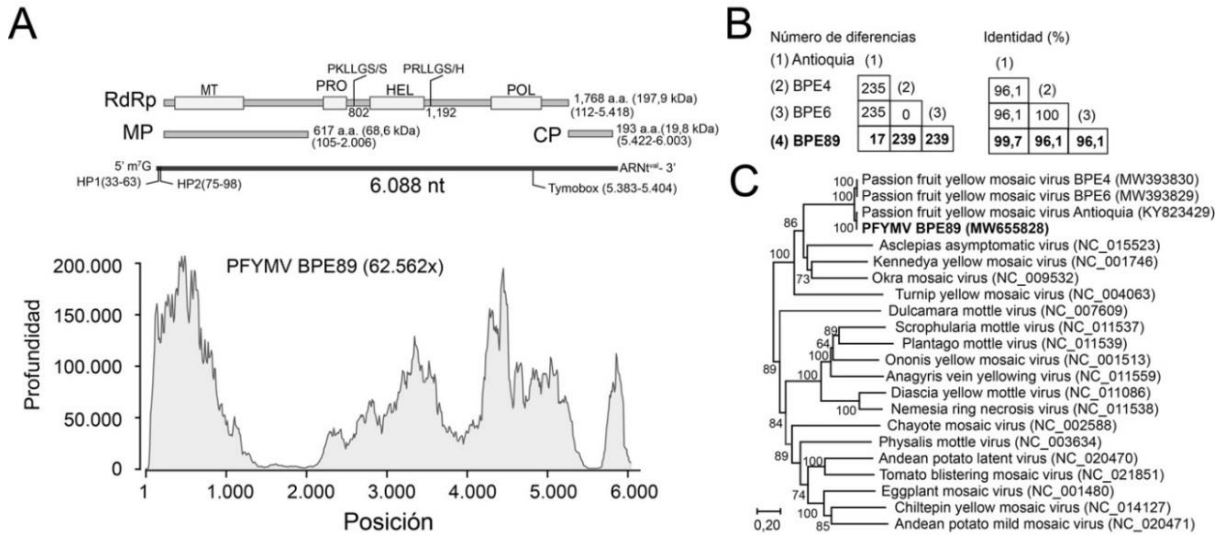 A
PKLLGS/S PRLLGS/H
MT PRO HEL POL
RdRp
802 1,192
1,768 a.a. (197,9 kDa)
(112-5.418)
MP
617 a.a. (68,6 kDa)
(105-2.006)
CP
193 a.a. (19,8 kDa)
(5.422-6.003)
5' m⁷G
ARNtᵛᵃˡ- 3'
HP1(33-63)
HP2(75-98)
6.088 nt
Tymobox (5.383-5.404)
PFYMV BPE89 (62.562x)
Profundidad
200.000
150.000
100.000
50.000
0
1 1.000 2.000 3.000 4.000 5.000 6.000
Posición
B
Número de diferencias
(1) Antioquia (1)
(2) BPE4 235 (2)
(3) BPE6 235 0 (3)
(4) BPE89 17 239 239
Identidad (%)
(1)
96,1 (2)
96,1 100 (3)
99,7 96,1 96,1
C
Passion fruit yellow mosaic virus BPE4 (MW393830)
Passion fruit yellow mosaic virus BPE6 (MW393829)
Passion fruit yellow mosaic virus Antioquia (KY823429)
PFYMV BPE89 (MW655828)
Asclepias asymptomatic virus (NC_015523)
Kennedya yellow mosaic virus (NC_001746)
Okra mosaic virus (NC_009532)
Turnip yellow mosaic virus (NC_004063)
Dulcamara mottle virus (NC_007609)
Scrophularia mottle virus (NC_011537)
Plantago mottle virus (NC_011539)
Ononis yellow mosaic virus (NC_001513)
Anagyris vein yellowing virus (NC_011559)
Diascia yellow mottle virus (NC_011086)
Nemesia ring necrosis virus (NC_011538)
Chayote mosaic virus (NC_002588)
Physalis mottle virus (NC_003634)
Andean potato latent virus (NC_020470)
Tomato blistering mosaic virus (NC_021851)
Eggplant mosaic virus (NC_001480)
Chiltepin yellow mosaic virus (NC_014127)
Andean potato mild mosaic virus (NC_020471)
100
100
100
86
100
73
89
89
64
100
100
84
89
100
74
100
85
0,20